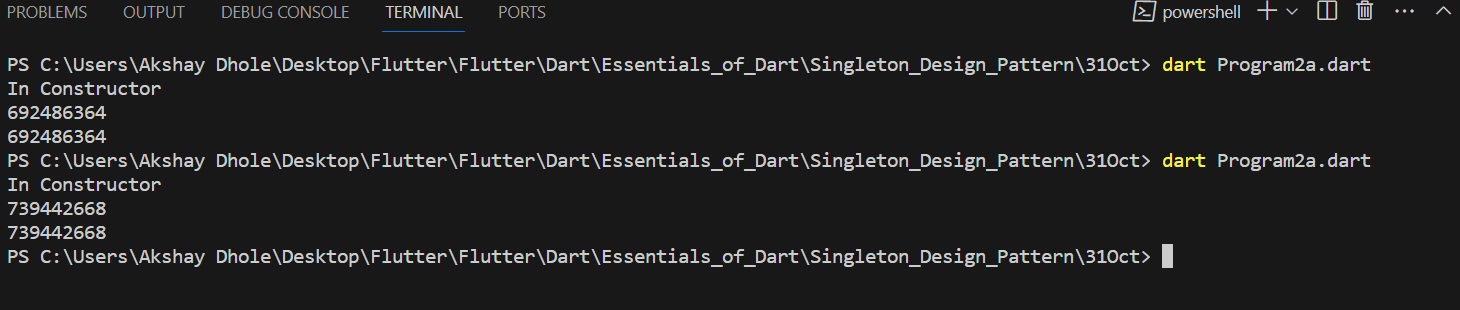 PROBLEMS OUTPUT DEBUG CONSOLE TERMINAL PORTS powershell
PS C:\Users\Akshay Dhole\Desktop\Flutter\Flutter\Dart\Essentials_of_Dart\Singleton_Design_Pattern\31Oct> dart Program2a.dart
In Constructor
692486364
692486364
PS C:\Users\Akshay Dhole\Desktop\Flutter\Flutter\Dart\Essentials_of_Dart\Singleton_Design_Pattern\31Oct> dart Program2a.dart
In Constructor
739442668
739442668
PS C:\Users\Akshay Dhole\Desktop\Flutter\Flutter\Dart\Essentials_of_Dart\Singleton_Design_Pattern\31Oct>